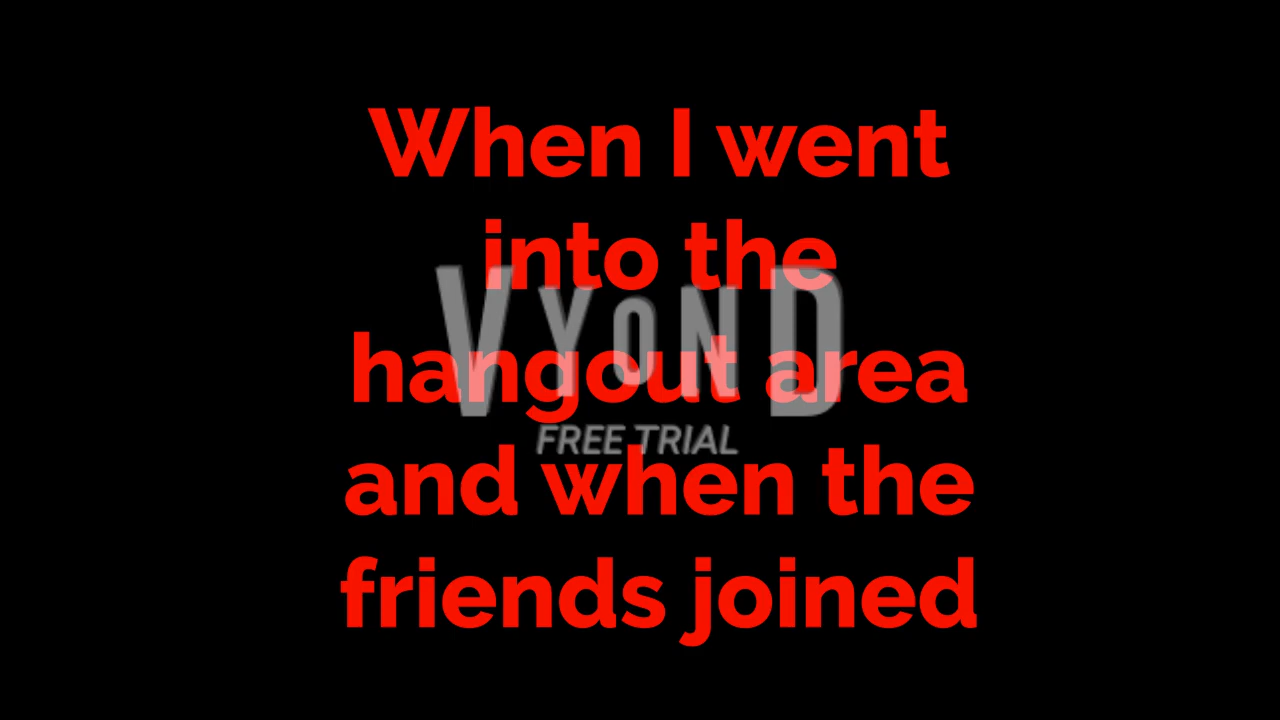 When I went
into the
VYOND
hangout area
FREE TRIAL
and when the
friends joined